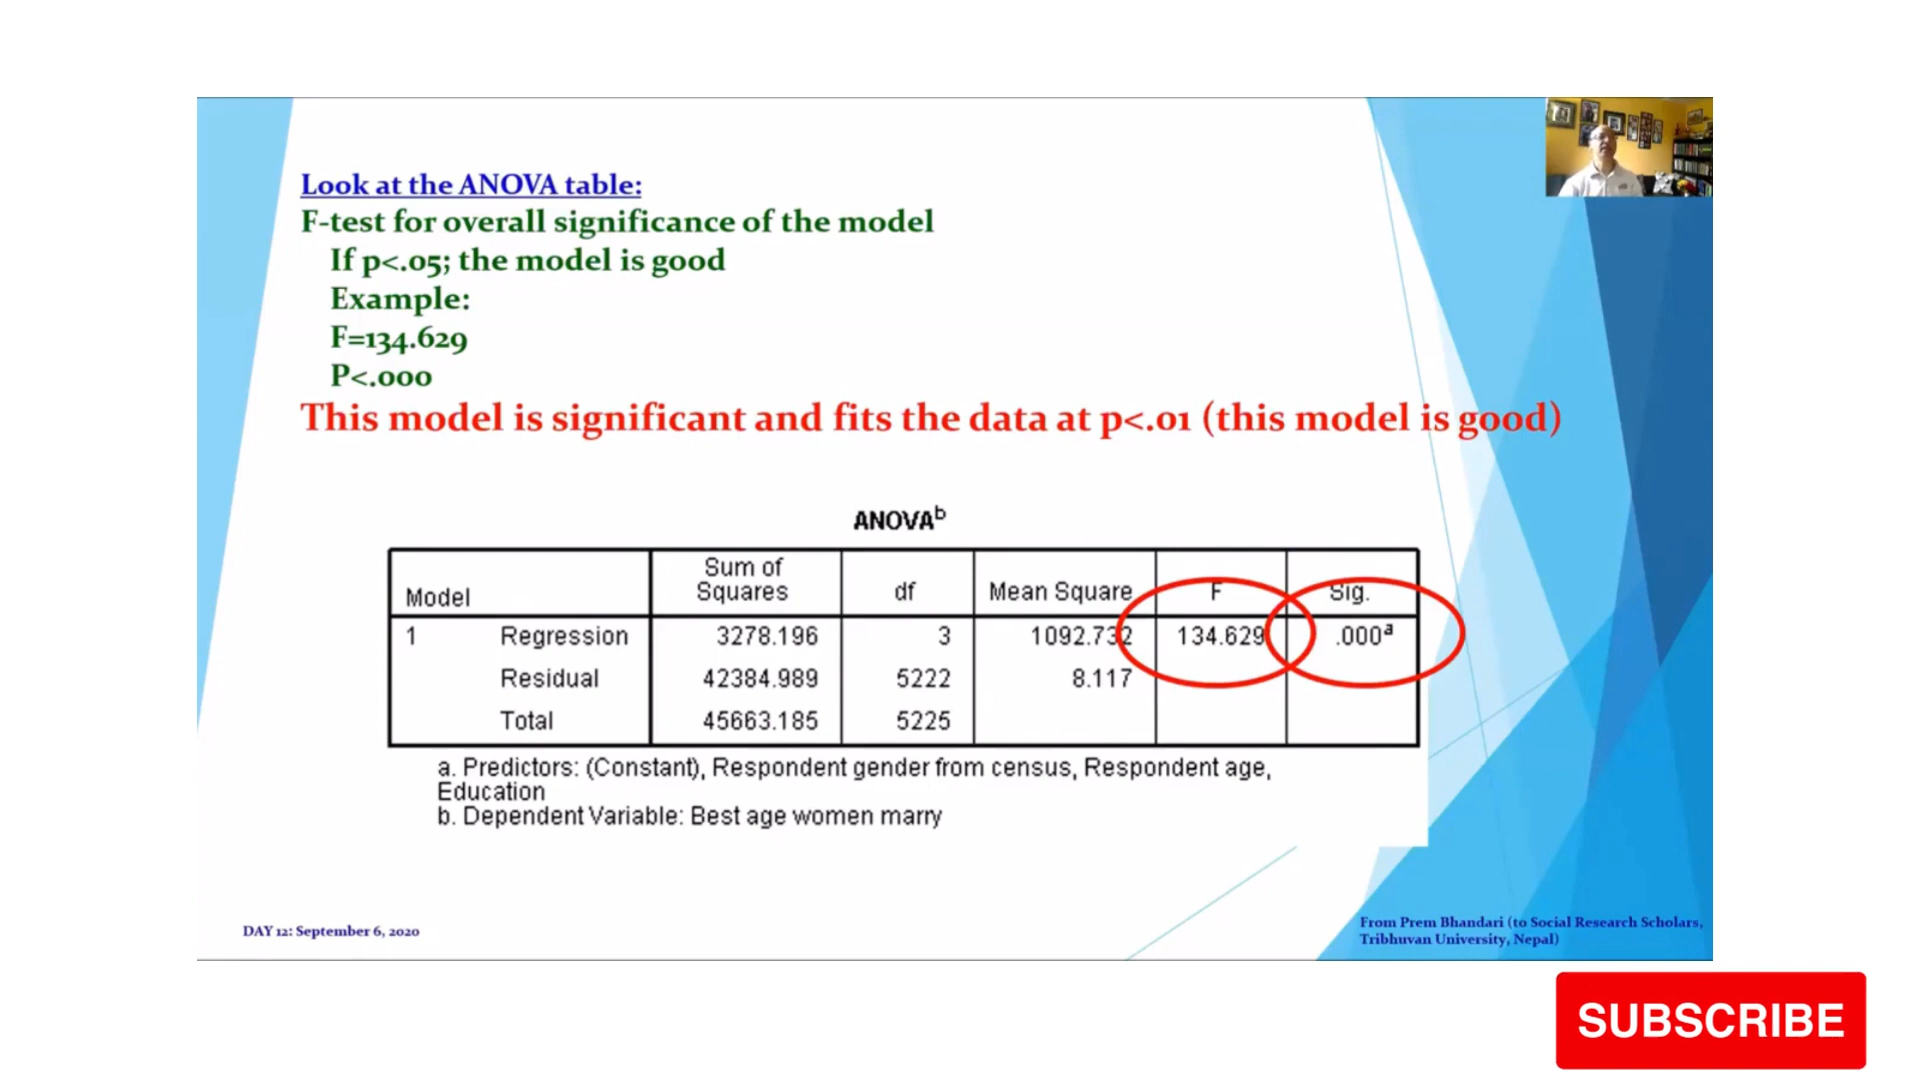 Look at the ANOVA table:
F-test for overall significance of the model
If p<.05; the model is good
Example:
F=134.629
P<.000
This model is significant and fits the data at p<.01 (this model is good)
ANOVAb
Model Sum of Squares df Mean Square F Sig.
1 Regression 3278.196 3 1092.732 134.629 .000a
Residual 42384.989 5222 8.117
Total 45663.185 5225
a. Predictors: (Constant), Respondent gender from census, Respondent age,
Education
b. Dependent Variable: Best age women marry
DAY 12: September 6, 2020
From Prem Bhandari (to Social Research Scholars,
Tribhuvan University, Nepal)
SUBSCRIBE